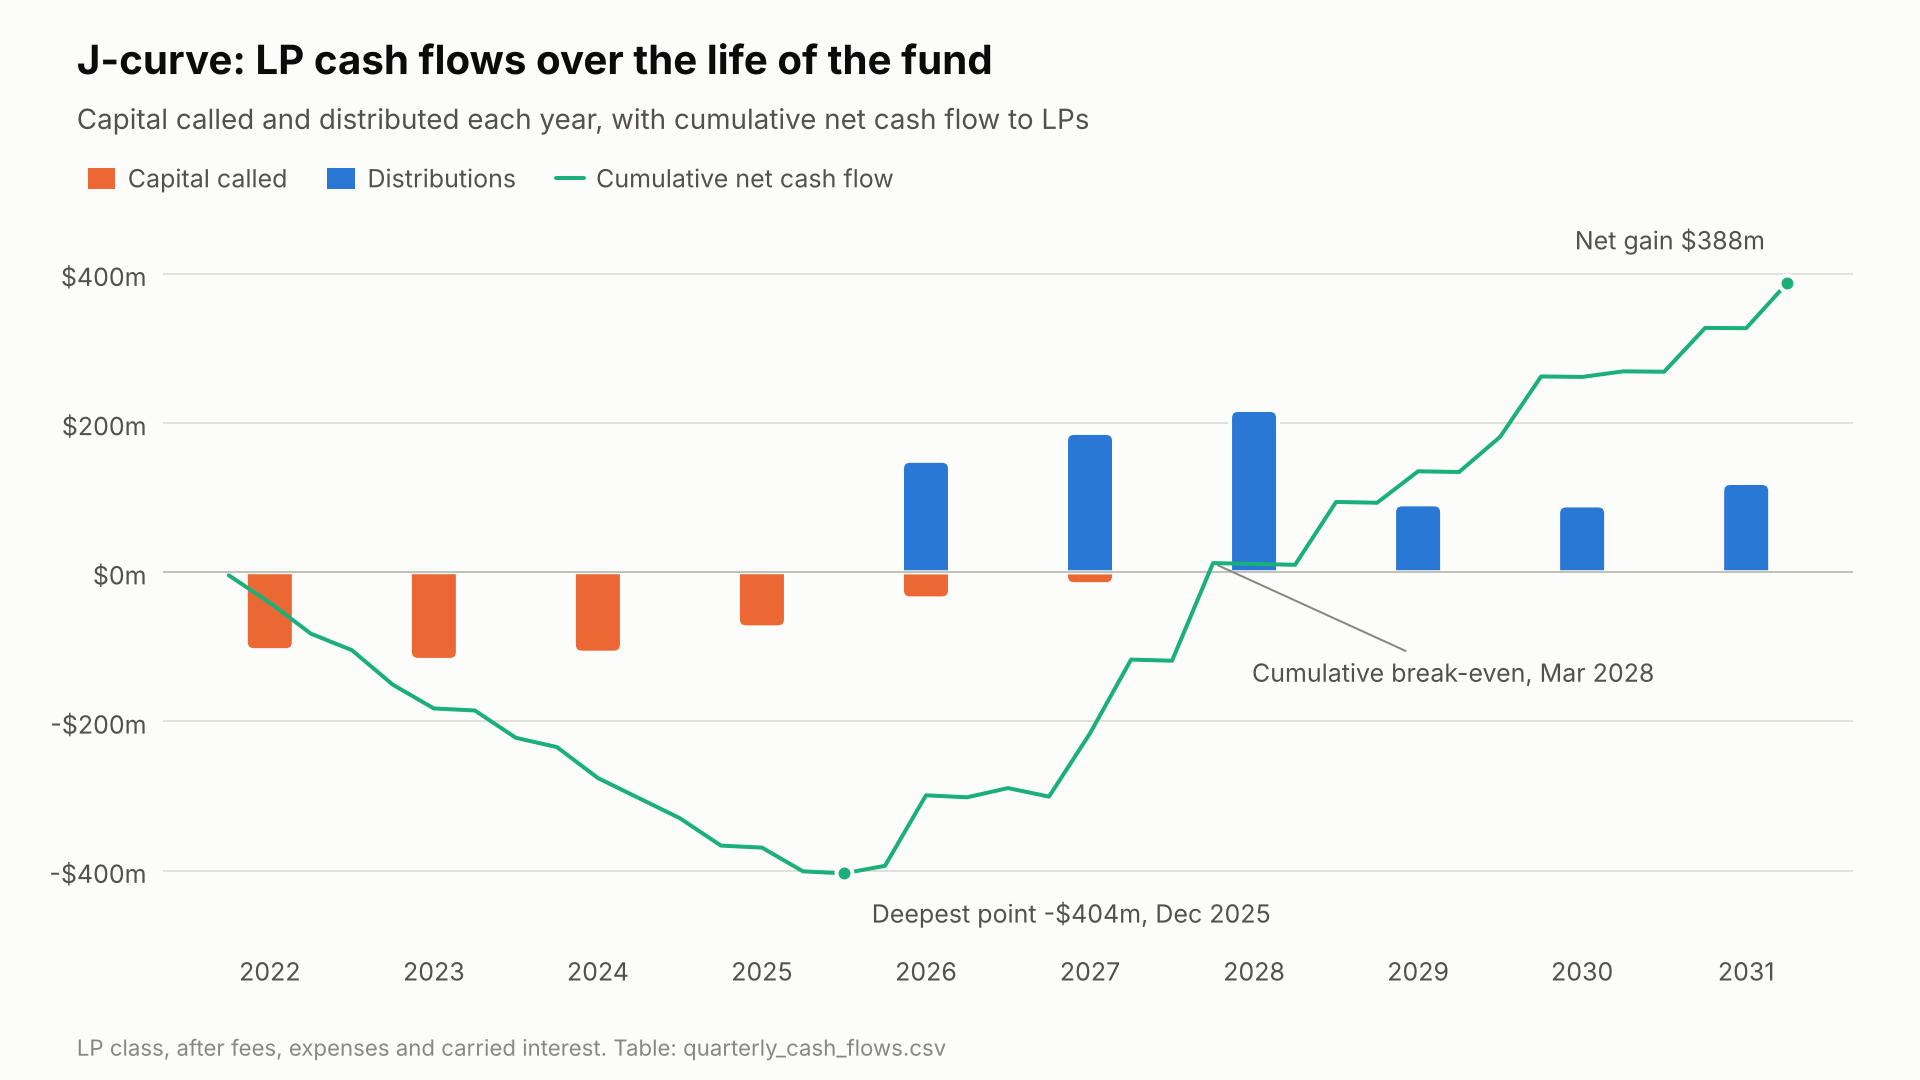 J-curve: LP cash flows over the life of the fund
Capital called and distributed each year, with cumulative net cash flow to LPs
Capital called
Distributions
Cumulative net cash flow
Net gain $388m
$400m
$200m
$0m
Cumulative break-even, Mar 2028
-$200m
-$400m
Deepest point -$404m, Dec 2025
2022 2023 2024 2025 2026 2027 2028 2029 2030 2031
LP class, after fees, expenses and carried interest. Table: quarterly_cash_flows.csv